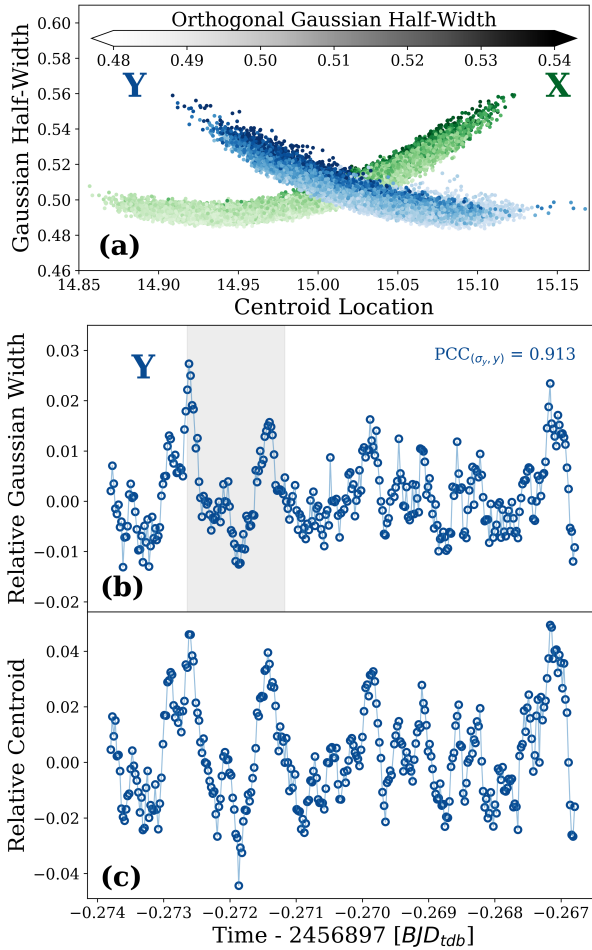 Orthogonal Gaussian Half-Width
0.48 0.49 0.50 0.51 0.52 0.53 0.54
Y X
Gaussian Half-Width
0.60
0.58
0.56
0.54
0.52
0.50
0.48
0.46
(a)
14.85 14.90 14.95 15.00 15.05 15.10 15.15
Centroid Location
Relative Gaussian Width
0.03
0.02
0.01
0.00
−0.01
−0.02
Y
PCC(σy, y) = 0.913
(b)
Relative Centroid
0.04
0.02
0.00
−0.02
−0.04
(c)
−0.274 −0.273 −0.272 −0.271 −0.270 −0.269 −0.268 −0.267
Time - 2456897 [BJDtdb]